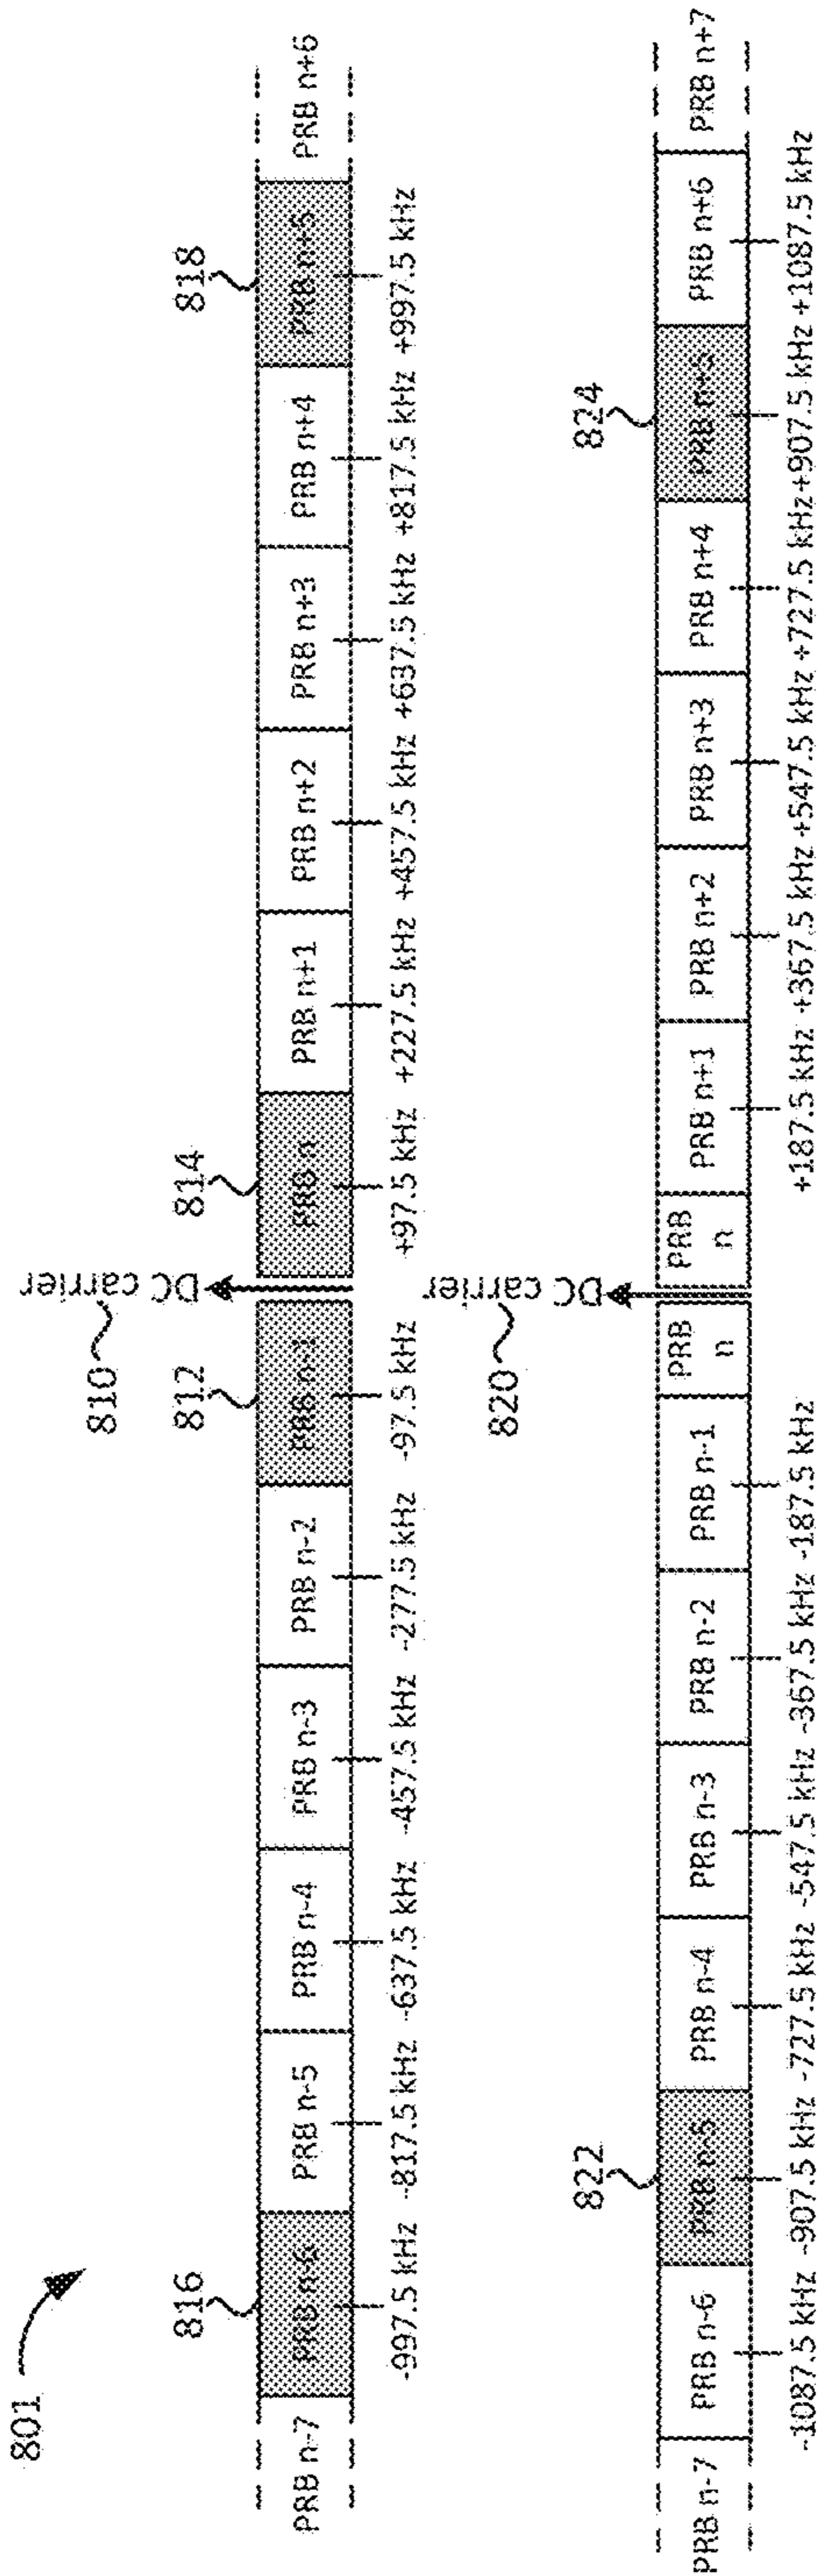 801
810
DC carrier
816
812
814
818
PRB n-7
PRB n-6
PRB n-5
PRB n-4
PRB n-3
PRB n-2
PRB n-1
PRB n
PRB n+1
PRB n+2
PRB n+3
PRB n+4
PRB n+5
PRB n+6
-997.5 kHz -817.5 kHz -637.5 kHz -457.5 kHz -277.5 kHz -97.5 kHz +97.5 kHz +227.5 kHz +457.5 kHz +637.5 kHz +817.5 kHz +997.5 kHz
820
DC carrier
822
824
PRB n-7
PRB n-6
PRB n-5
PRB n-4
PRB n-3
PRB n-2
PRB n-1
PRB
n
PRB
n
PRB n+1
PRB n+2
PRB n+3
PRB n+4
PRB n+5
PRB n+6
PRB n+7
-1087.5 kHz -907.5 kHz -727.5 kHz -547.5 kHz -367.5 kHz -187.5 kHz +187.5 kHz +367.5 kHz +547.5 kHz +727.5 kHz +907.5 kHz +1087.5 kHz